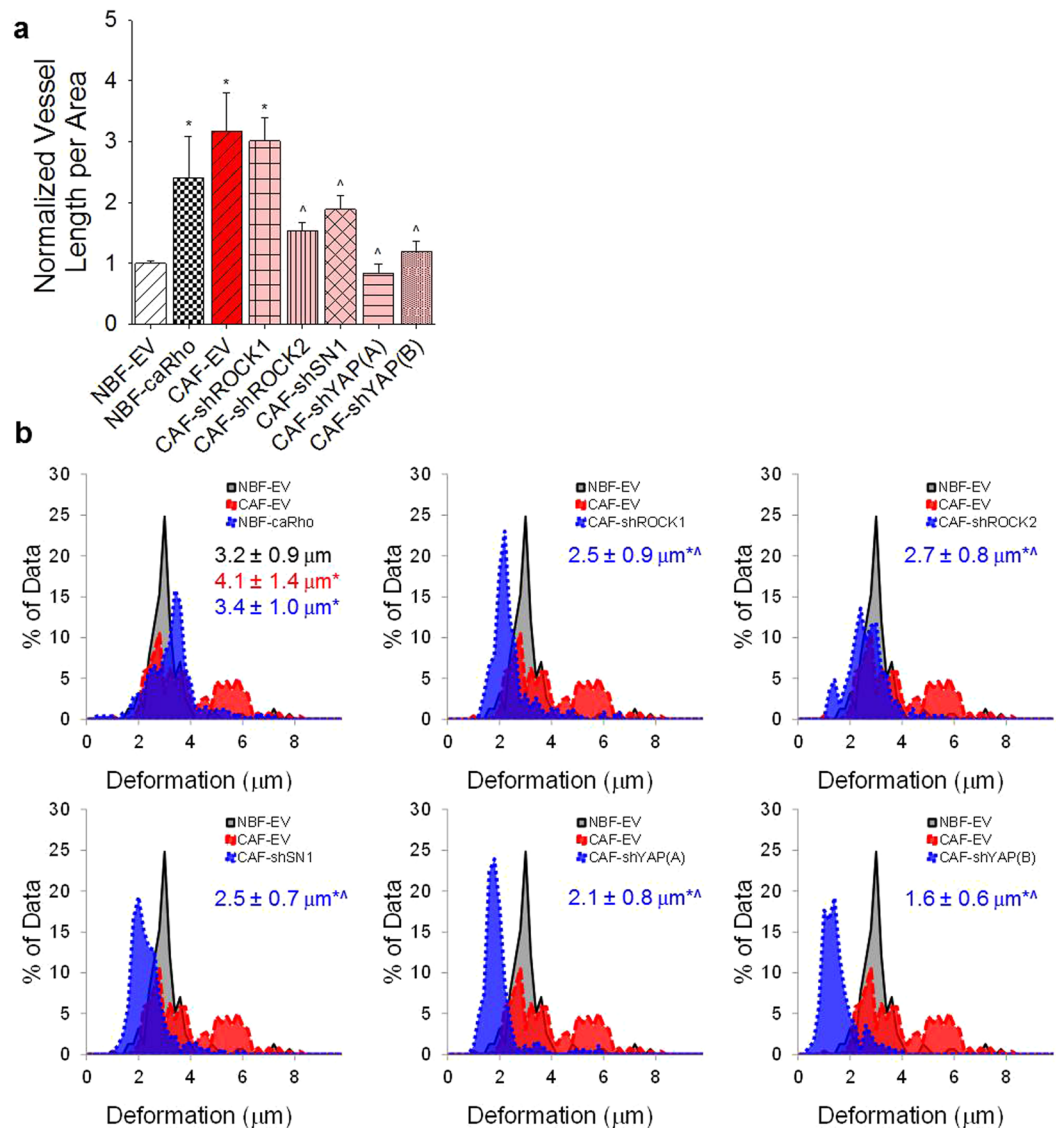 a
Normalized Vessel
Length per Area
5
4
3
2
1
0
*
*
*
^
^
^
^
NBF-EV
NBF-caRho
CAF-EV
CAF-shROCK1
CAF-shROCK2
CAF-shSN1
CAF-shYAP(A)
CAF-shYAP(B)
b
% of Data
30
25
20
15
10
5
0
NBF-EV
CAF-EV
NBF-caRho
3.2 ± 0.9 μm
4.1 ± 1.4 μm*
3.4 ± 1.0 μm*
0 2 4 6 8
Deformation (μm)
% of Data
30
25
20
15
10
5
0
NBF-EV
CAF-EV
CAF-shROCK1
2.5 ± 0.9 μm*^
0 2 4 6 8
Deformation (μm)
% of Data
30
25
20
15
10
5
0
NBF-EV
CAF-EV
CAF-shROCK2
2.7 ± 0.8 μm*^
0 2 4 6 8
Deformation (μm)
% of Data
30
25
20
15
10
5
0
NBF-EV
CAF-EV
CAF-shSN1
2.5 ± 0.7 μm*^
0 2 4 6 8
Deformation (μm)
% of Data
30
25
20
15
10
5
0
NBF-EV
CAF-EV
CAF-shYAP(A)
2.1 ± 0.8 μm*^
0 2 4 6 8
Deformation (μm)
% of Data
30
25
20
15
10
5
0
NBF-EV
CAF-EV
CAF-shYAP(B)
1.6 ± 0.6 μm*^
0 2 4 6 8
Deformation (μm)